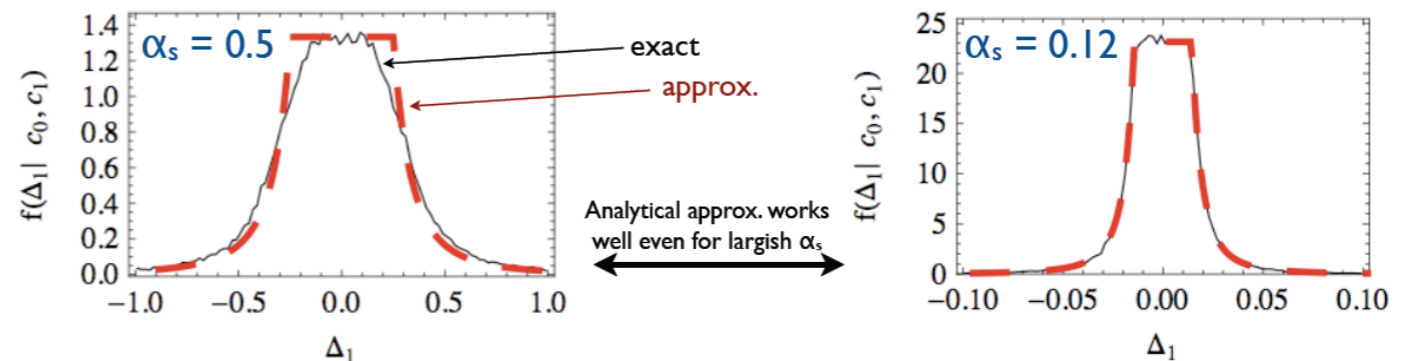 αs = 0.5
exact
approx.
f(Δ1| c0, c1)
1.4
1.2
1.0
0.8
0.6
0.4
0.2
0.0
−1.0 −0.5 0.0 0.5 1.0
Δ1
Analytical approx. works
well even for largish αs
αs = 0.12
f(Δ1| c0, c1)
25
20
15
10
5
0
−0.10 −0.05 0.00 0.05 0.10
Δ1